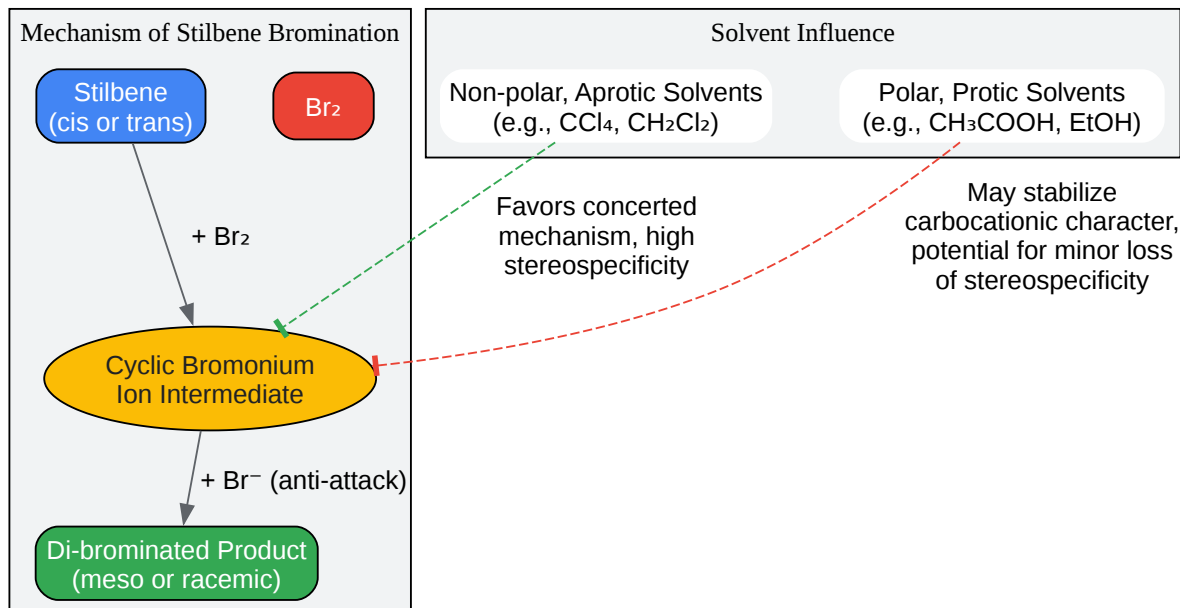 Mechanism of Stilbene Bromination
Stilbene
(cis or trans)
Br₂
+ Br₂
Cyclic Bromonium
Ion Intermediate
+ Br⁻ (anti-attack)
Di-brominated Product
(meso or racemic)
Solvent Influence
Non-polar, Aprotic Solvents
(e.g., CCl₄, CH₂Cl₂)
Polar, Protic Solvents
(e.g., CH₃COOH, EtOH)
Favors concerted
mechanism, high
stereospecificity
May stabilize
carbocationic character,
potential for minor loss
of stereospecificity